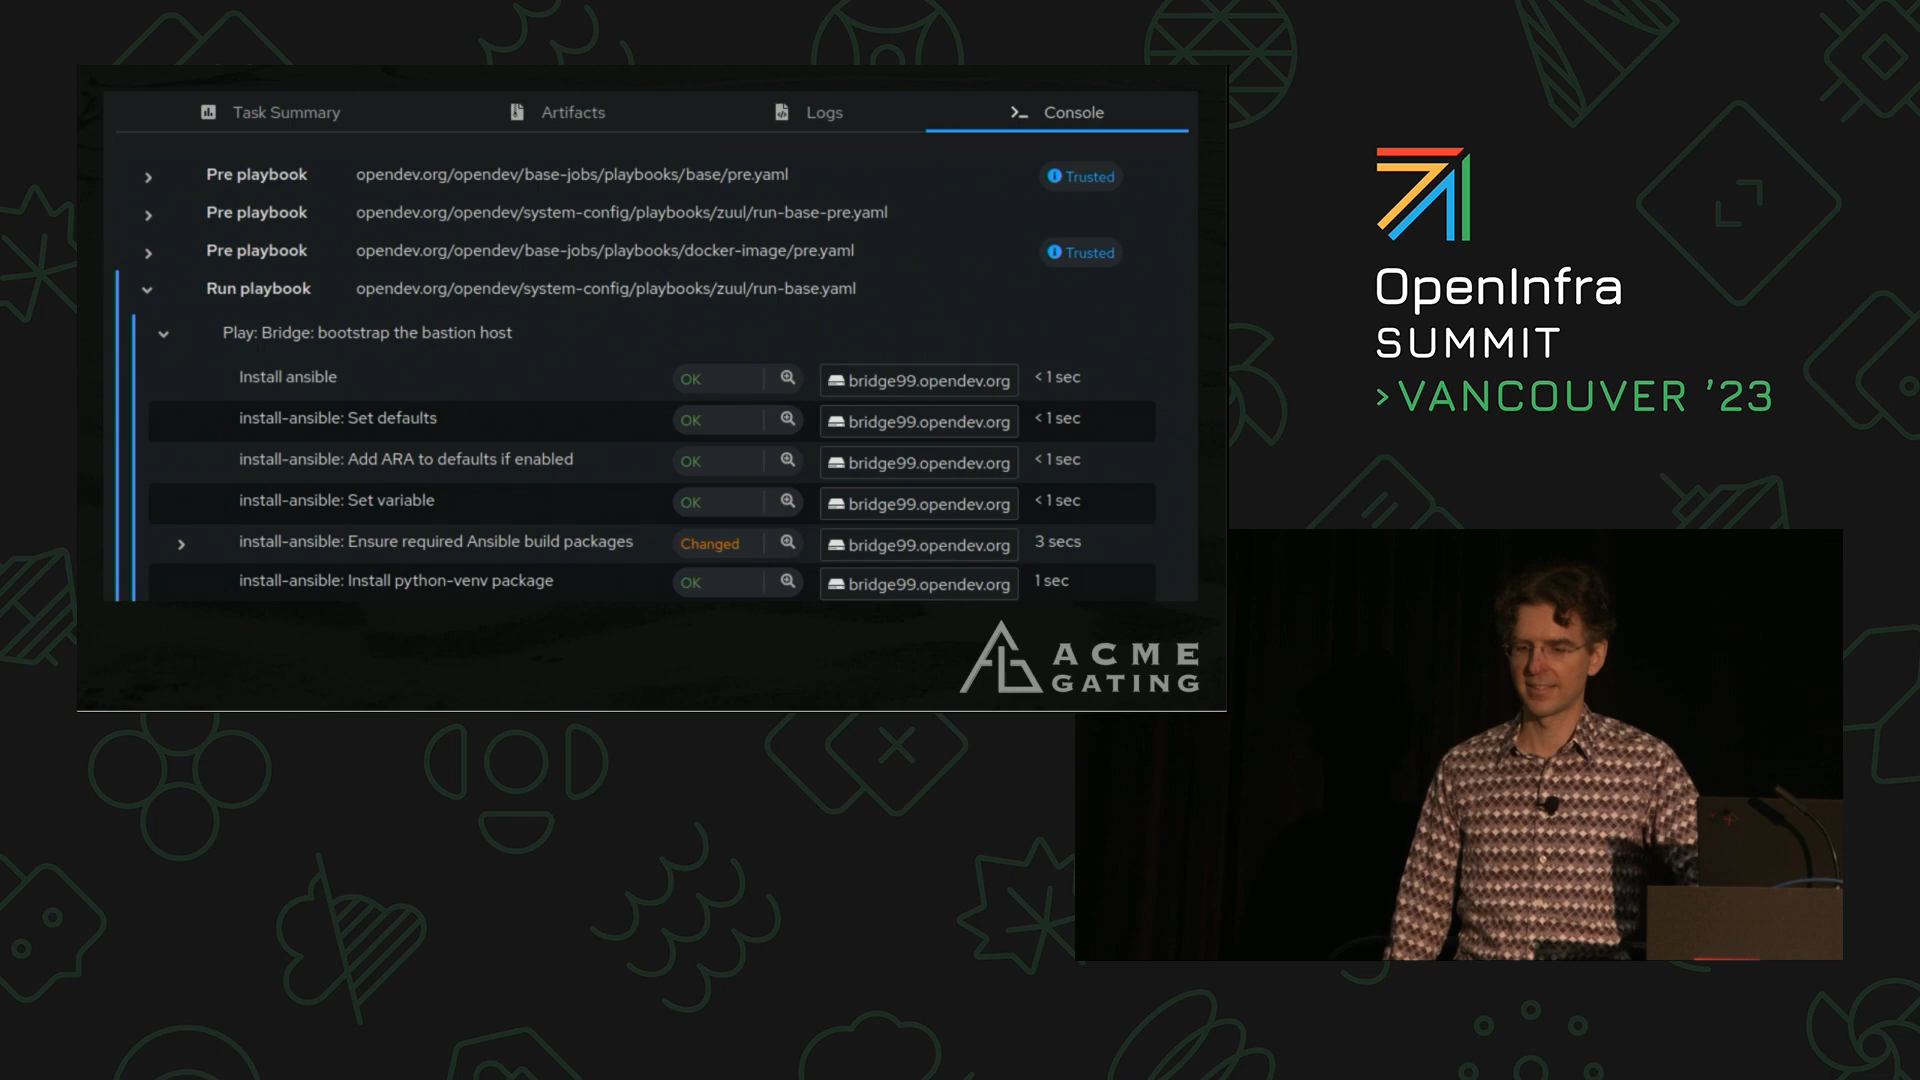 Task Summary Artifacts Logs Console
Pre playbook opendev.org/opendev/base-jobs/playbooks/base/pre.yaml Trusted
Pre playbook opendev.org/opendev/system-config/playbooks/zuul/run-base-pre.yaml
Pre playbook opendev.org/opendev/base-jobs/playbooks/docker-image/pre.yaml Trusted
Run playbook opendev.org/opendev/system-config/playbooks/zuul/run-base.yaml
Play: Bridge: bootstrap the bastion host
Install ansible OK bridge99.opendev.org < 1 sec
install-ansible: Set defaults OK bridge99.opendev.org < 1 sec
install-ansible: Add ARA to defaults if enabled OK bridge99.opendev.org < 1 sec
install-ansible: Set variable OK bridge99.opendev.org < 1 sec
install-ansible: Ensure required Ansible build packages Changed bridge99.opendev.org 3 secs
install-ansible: Install python-venv package OK bridge99.opendev.org 1 sec
ACME
GATING
OpenInfra
SUMMIT
>VANCOUVER '23